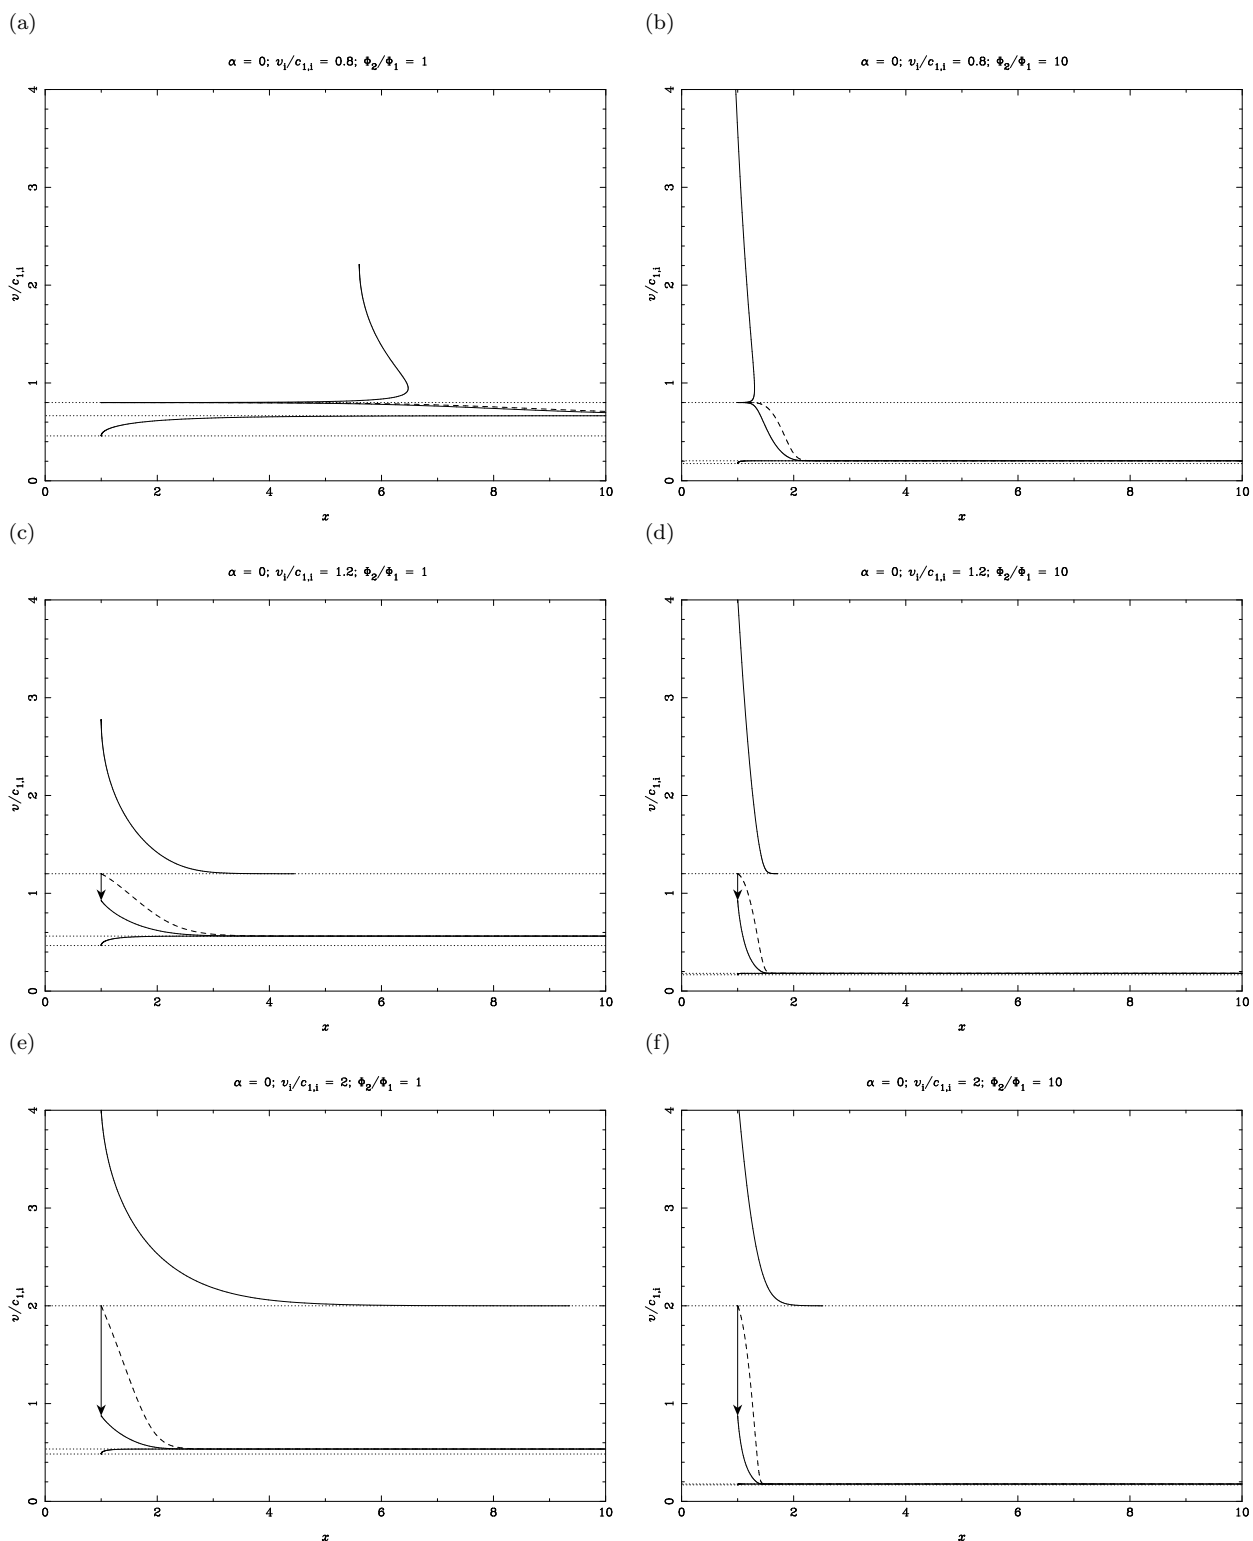 (a)
α = 0; v_i/c_{1,i} = 0.8; Φ_2/Φ_1 = 1
v/c_{1,i}
4
3
2
1
0
0 2 4 6 8 10
x
(b)
α = 0; v_i/c_{1,i} = 0.8; Φ_2/Φ_1 = 10
v/c_{1,i}
4
3
2
1
0
0 2 4 6 8 10
x
(c)
α = 0; v_i/c_{1,i} = 1.2; Φ_2/Φ_1 = 1
v/c_{1,i}
4
3
2
1
0
0 2 4 6 8 10
x
(d)
α = 0; v_i/c_{1,i} = 1.2; Φ_2/Φ_1 = 10
v/c_{1,i}
4
3
2
1
0
0 2 4 6 8 10
x
(e)
α = 0; v_i/c_{1,i} = 2; Φ_2/Φ_1 = 1
v/c_{1,i}
4
3
2
1
0
0 2 4 6 8 10
x
(f)
α = 0; v_i/c_{1,i} = 2; Φ_2/Φ_1 = 10
v/c_{1,i}
4
3
2
1
0
0 2 4 6 8 10
x